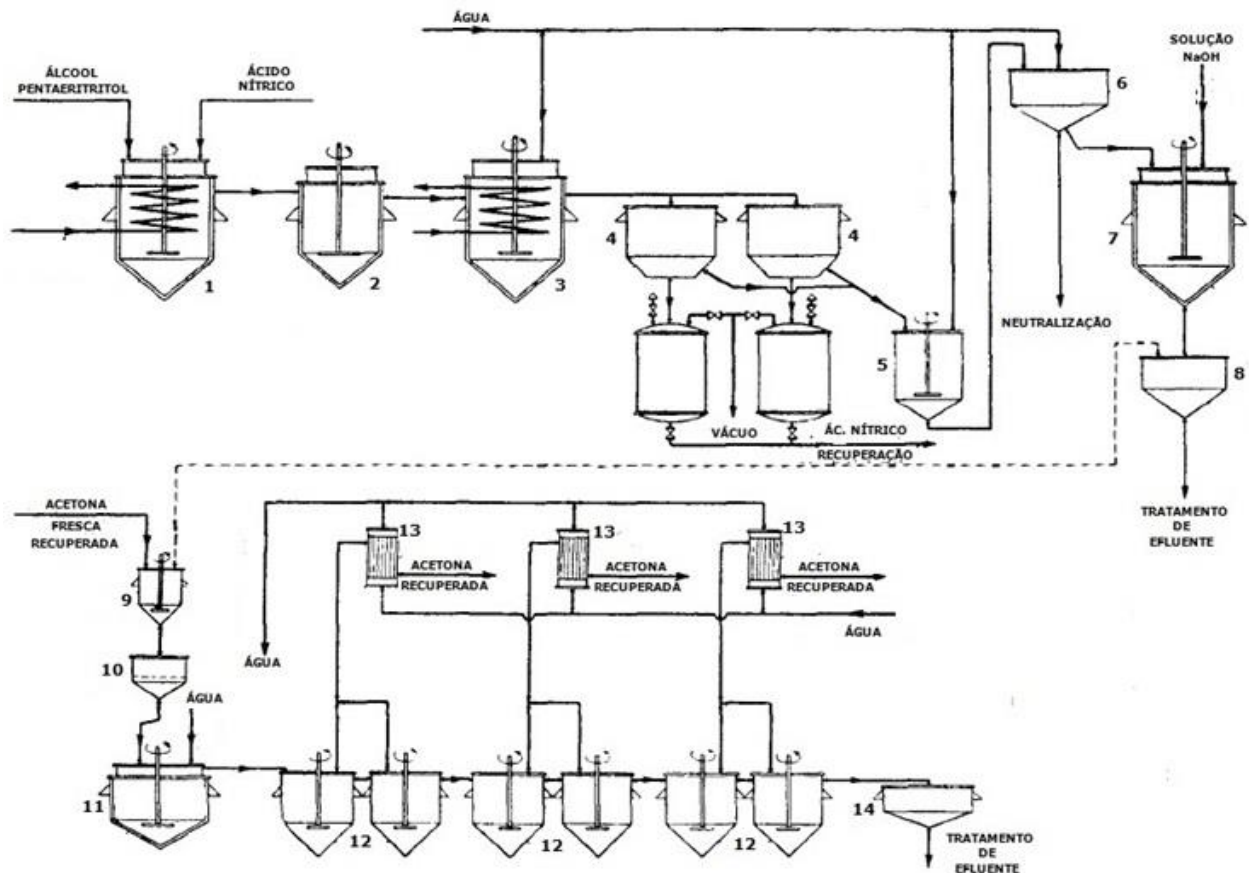 ÁGUA
SOLUÇÃO
NaOH
ÁLCOOL
PENTAERITRITOL
ÁCIDO
NÍTRICO
6
4
4
7
1
2
3
NEUTRALIZAÇÃO
5
8
VÁCUO
ÁC. NÍTRICO
RECUPERAÇÃO
ACETONA
FRESCA
RECUPERADA
TRATAMENTO
DE
EFLUENTE
13
13
13
ACETONA
RECUPERADA
ACETONA
RECUPERADA
ACETONA
RECUPERADA
9
ÁGUA
ÁGUA
10
ÁGUA
11
12
12
12
14
TRATAMENTO
DE
EFLUENTE